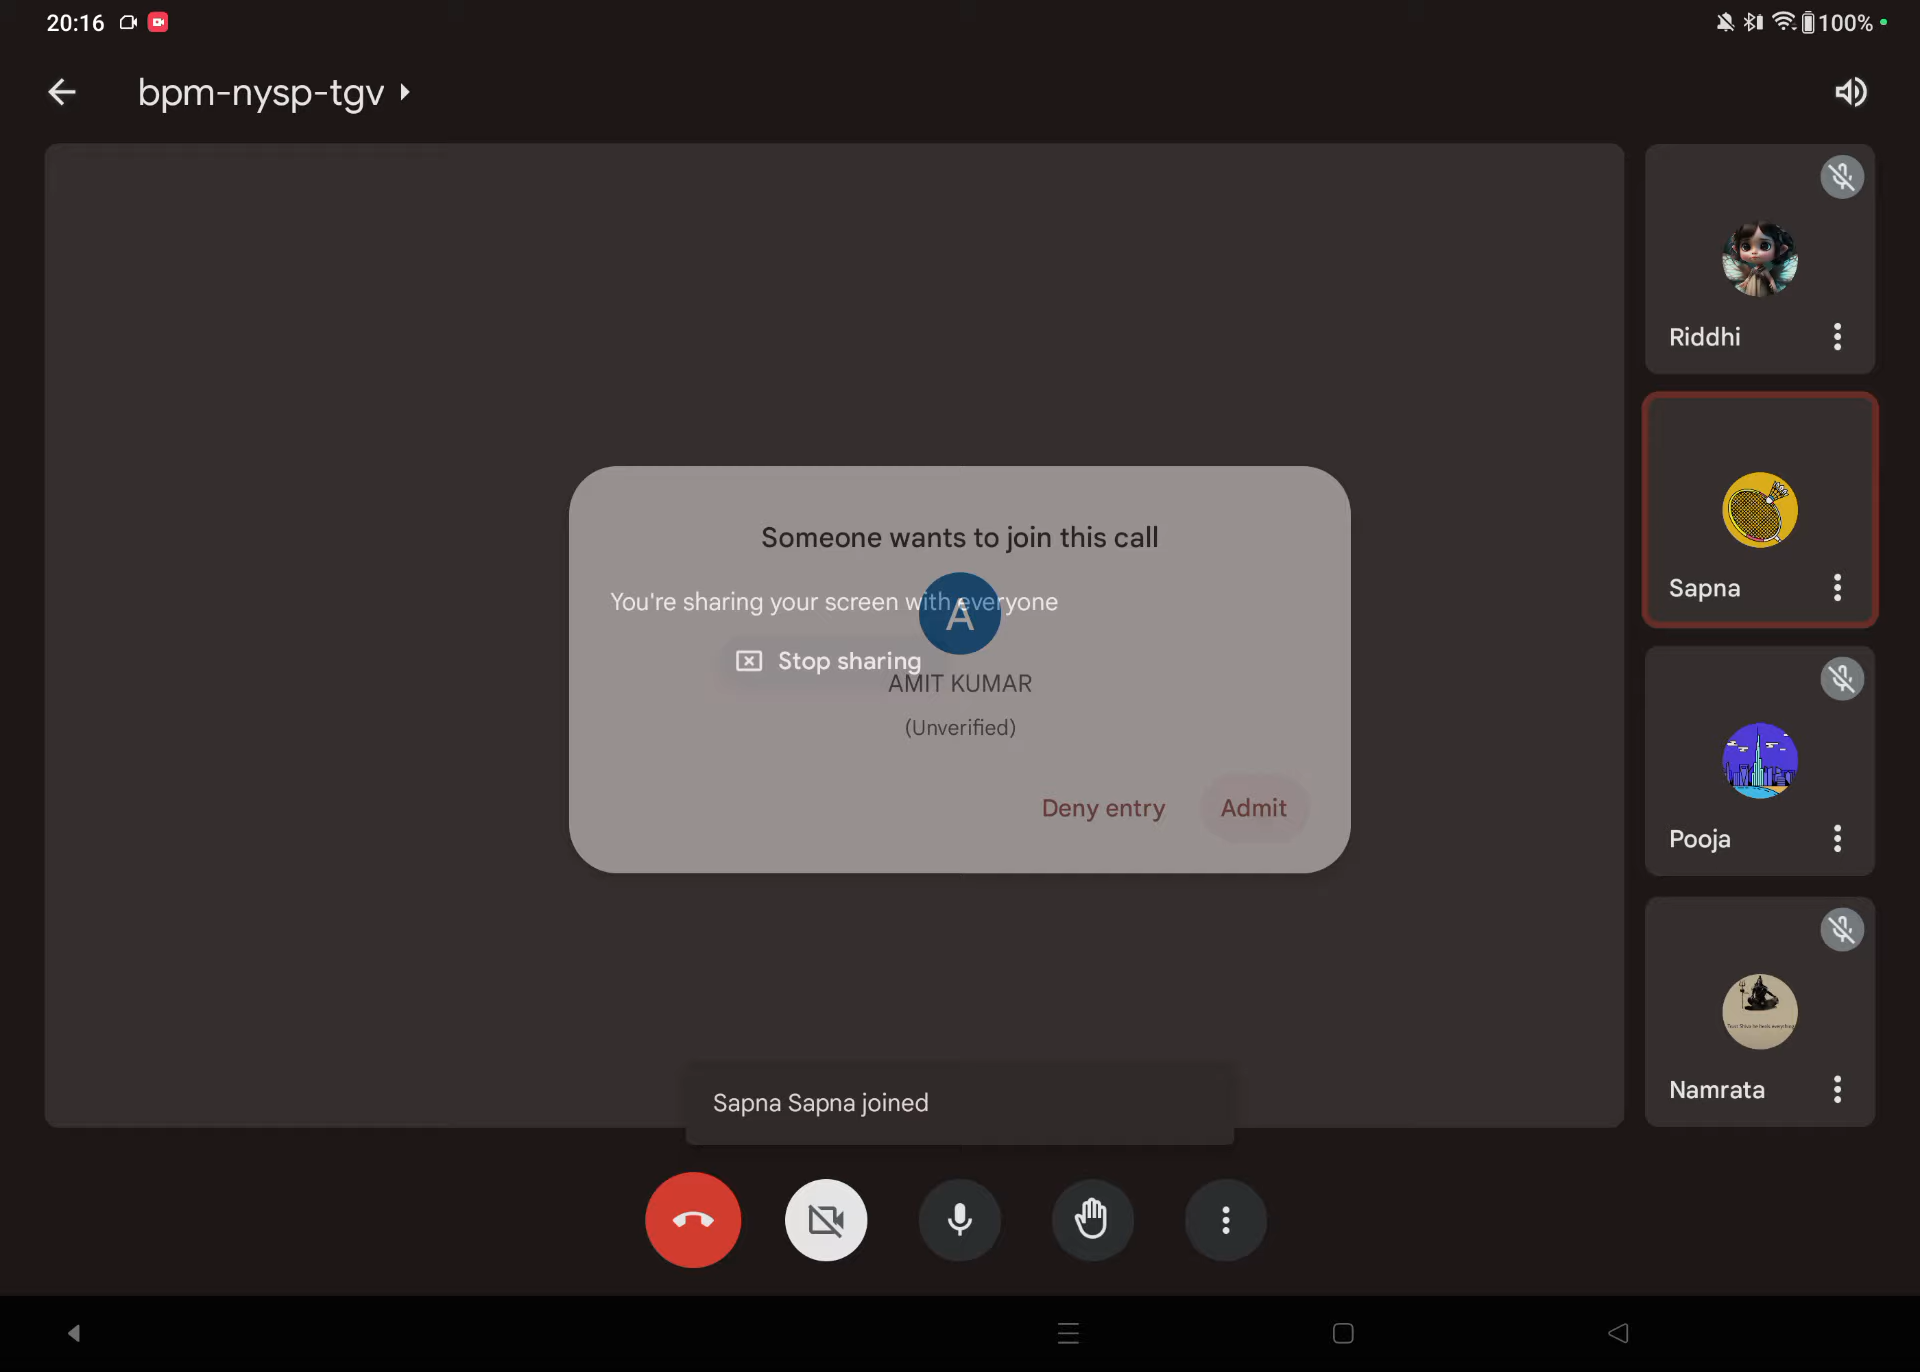 20:16
100%
bpm-nysp-tgv
Riddhi
Sapna
Someone wants to join this call
You're sharing your screen with everyone
A
Stop sharing
AMIT KUMAR
(Unverified)
Deny entry
Admit
Pooja
Namrata
Sapna Sapna joined